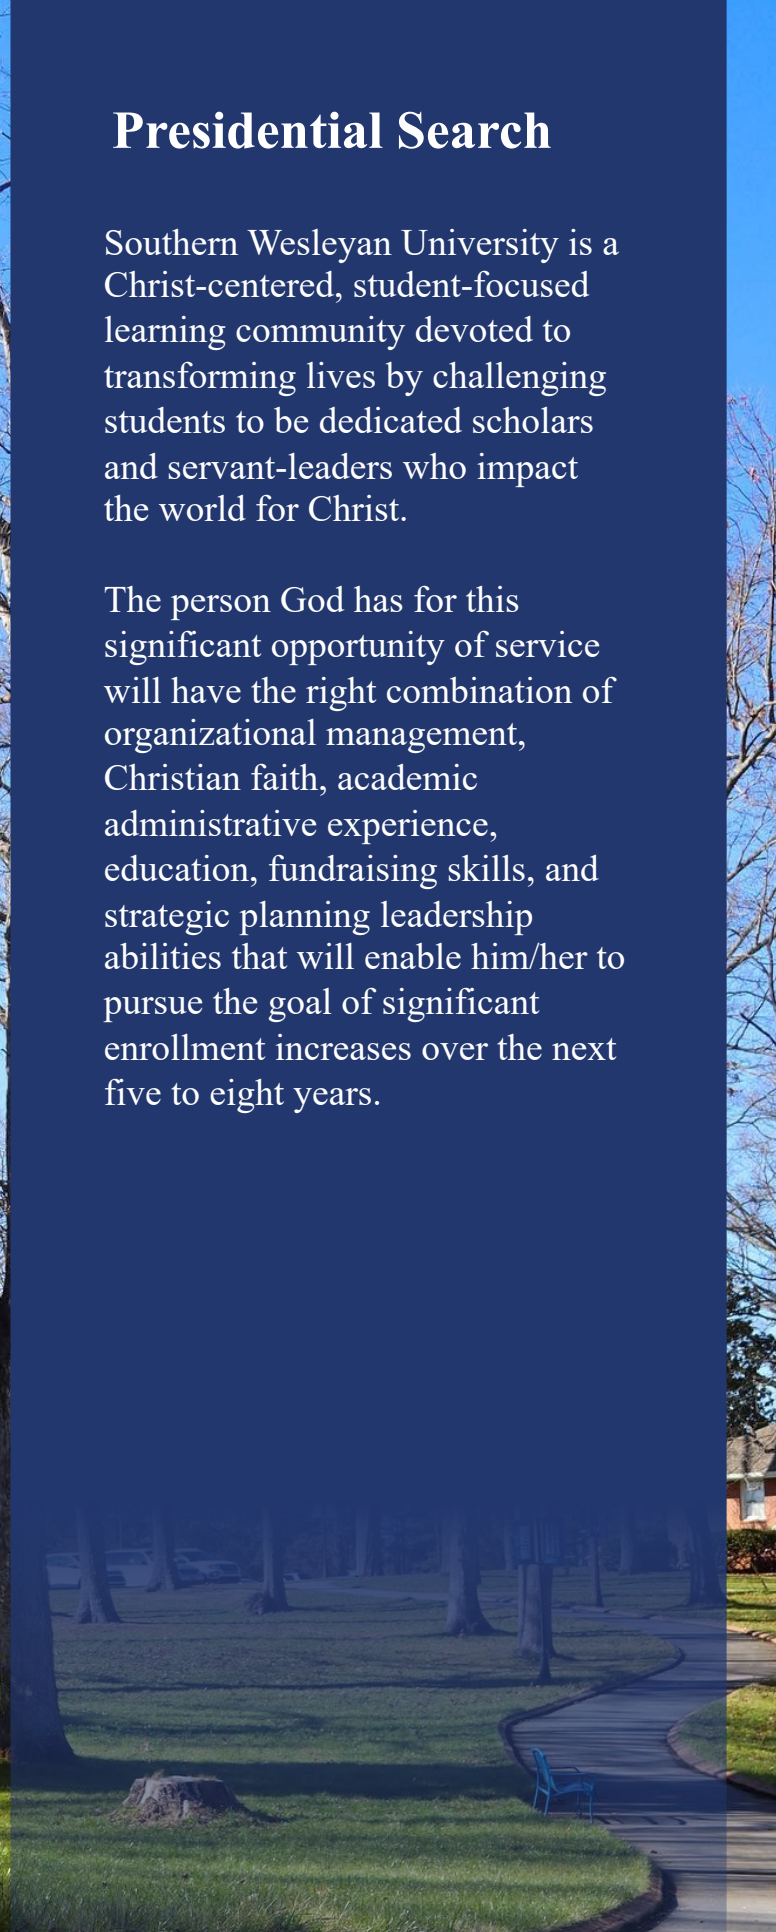 Presidential Search
Southern Wesleyan University is a
Christ-centered, student-focused
learning community devoted to
transforming lives by challenging
students to be dedicated scholars
and servant-leaders who impact
the world for Christ.
The person God has for this
significant opportunity of service
will have the right combination of
organizational management,
Christian faith, academic
administrative experience,
education, fundraising skills, and
strategic planning leadership
abilities that will enable him/her to
pursue the goal of significant
enrollment increases over the next
five to eight years.